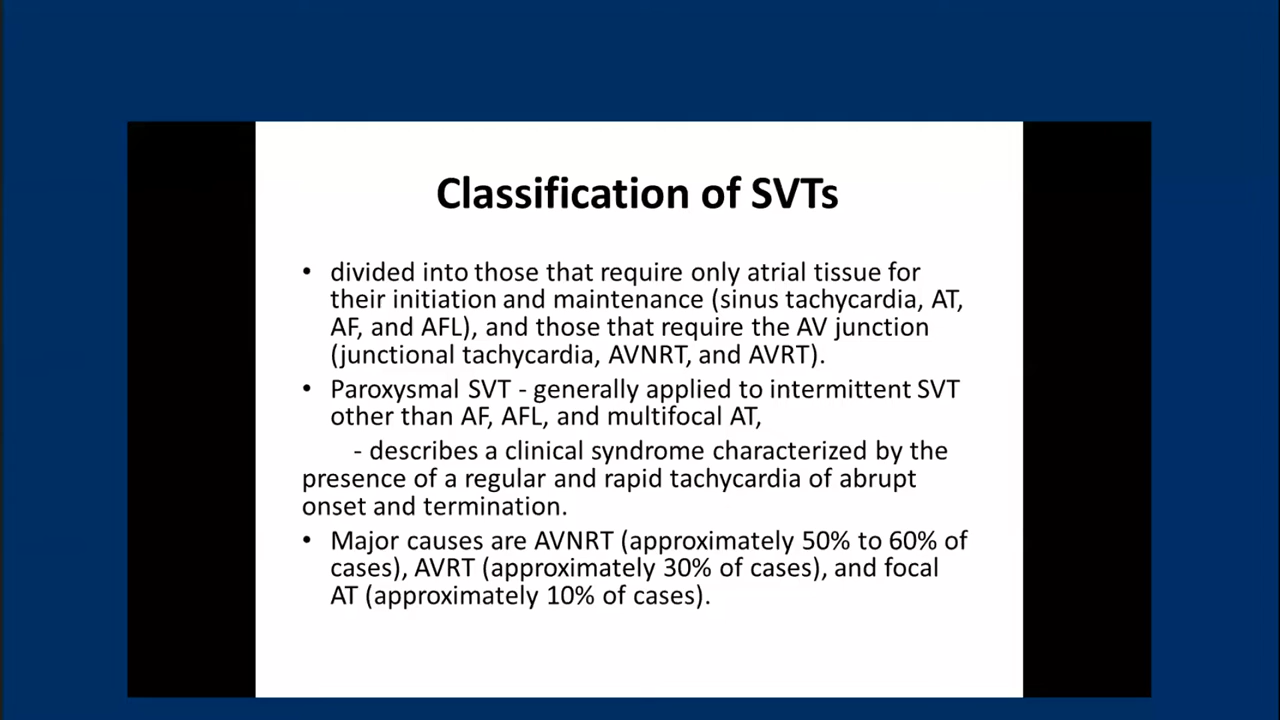 Classification of SVTs
• divided into those that require only atrial tissue for
their initiation and maintenance (sinus tachycardia, AT,
AF, and AFL), and those that require the AV junction
(junctional tachycardia, AVNRT, and AVRT).
• Paroxysmal SVT - generally applied to intermittent SVT
other than AF, AFL, and multifocal AT,
- describes a clinical syndrome characterized by the
presence of a regular and rapid tachycardia of abrupt
onset and termination.
• Major causes are AVNRT (approximately 50% to 60% of
cases), AVRT (approximately 30% of cases), and focal
AT (approximately 10% of cases).